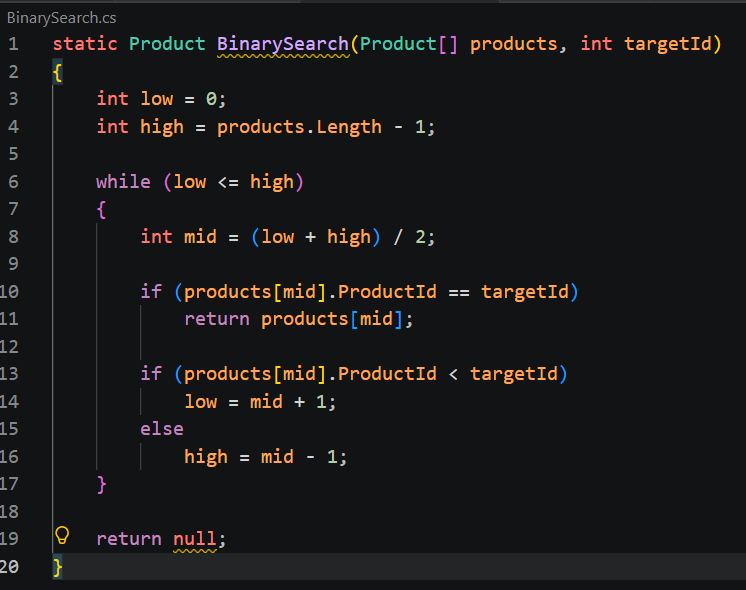 BinarySearch.cs
1 static Product BinarySearch(Product[] products, int targetId)
2 {
3     int low = 0;
4     int high = products.Length - 1;
5
6     while (low <= high)
7     {
8         int mid = (low + high) / 2;
9
10         if (products[mid].ProductId == targetId)
11             return products[mid];
12
13         if (products[mid].ProductId < targetId)
14             low = mid + 1;
15         else
16             high = mid - 1;
17     }
18
19     return null;
20 }